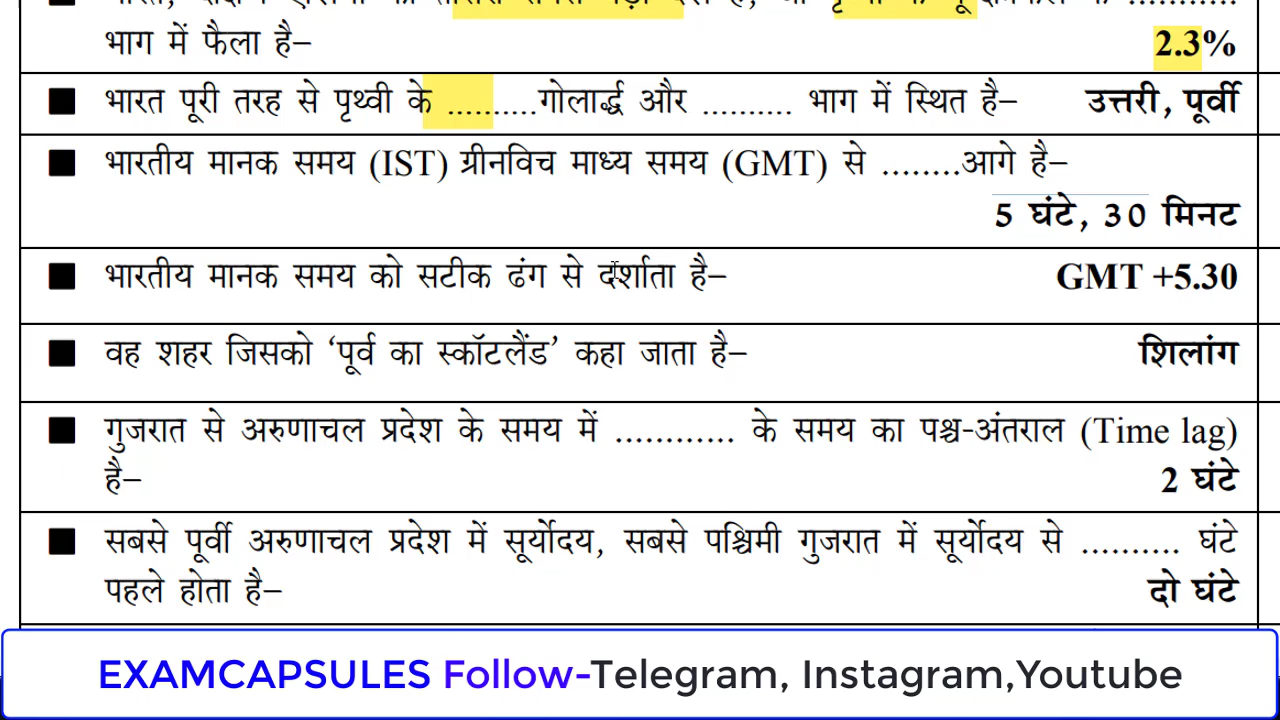 भाग में फैला है– 2.3%
■ भारत पूरी तरह से पृथ्वी के ..........गोलार्द्ध और .......... भाग में स्थित है– उत्तरी, पूर्वी
■ भारतीय मानक समय (IST) ग्रीनविच माध्य समय (GMT) से ........आगे है–
5 घंटे, 30 मिनट
■ भारतीय मानक समय को सटीक ढंग से दर्शाता है– GMT +5.30
■ वह शहर जिसको ‘पूर्व का स्कॉटलैंड’ कहा जाता है– शिलांग
■ गुजरात से अरुणाचल प्रदेश के समय में ............ के समय का पश्च-अंतराल (Time lag)
है– 2 घंटे
■ सबसे पूर्वी अरुणाचल प्रदेश में सूर्योदय, सबसे पश्चिमी गुजरात में सूर्योदय से .......... घंटे
पहले होता है– दो घंटे
EXAMCAPSULES Follow-Telegram, Instagram,Youtube